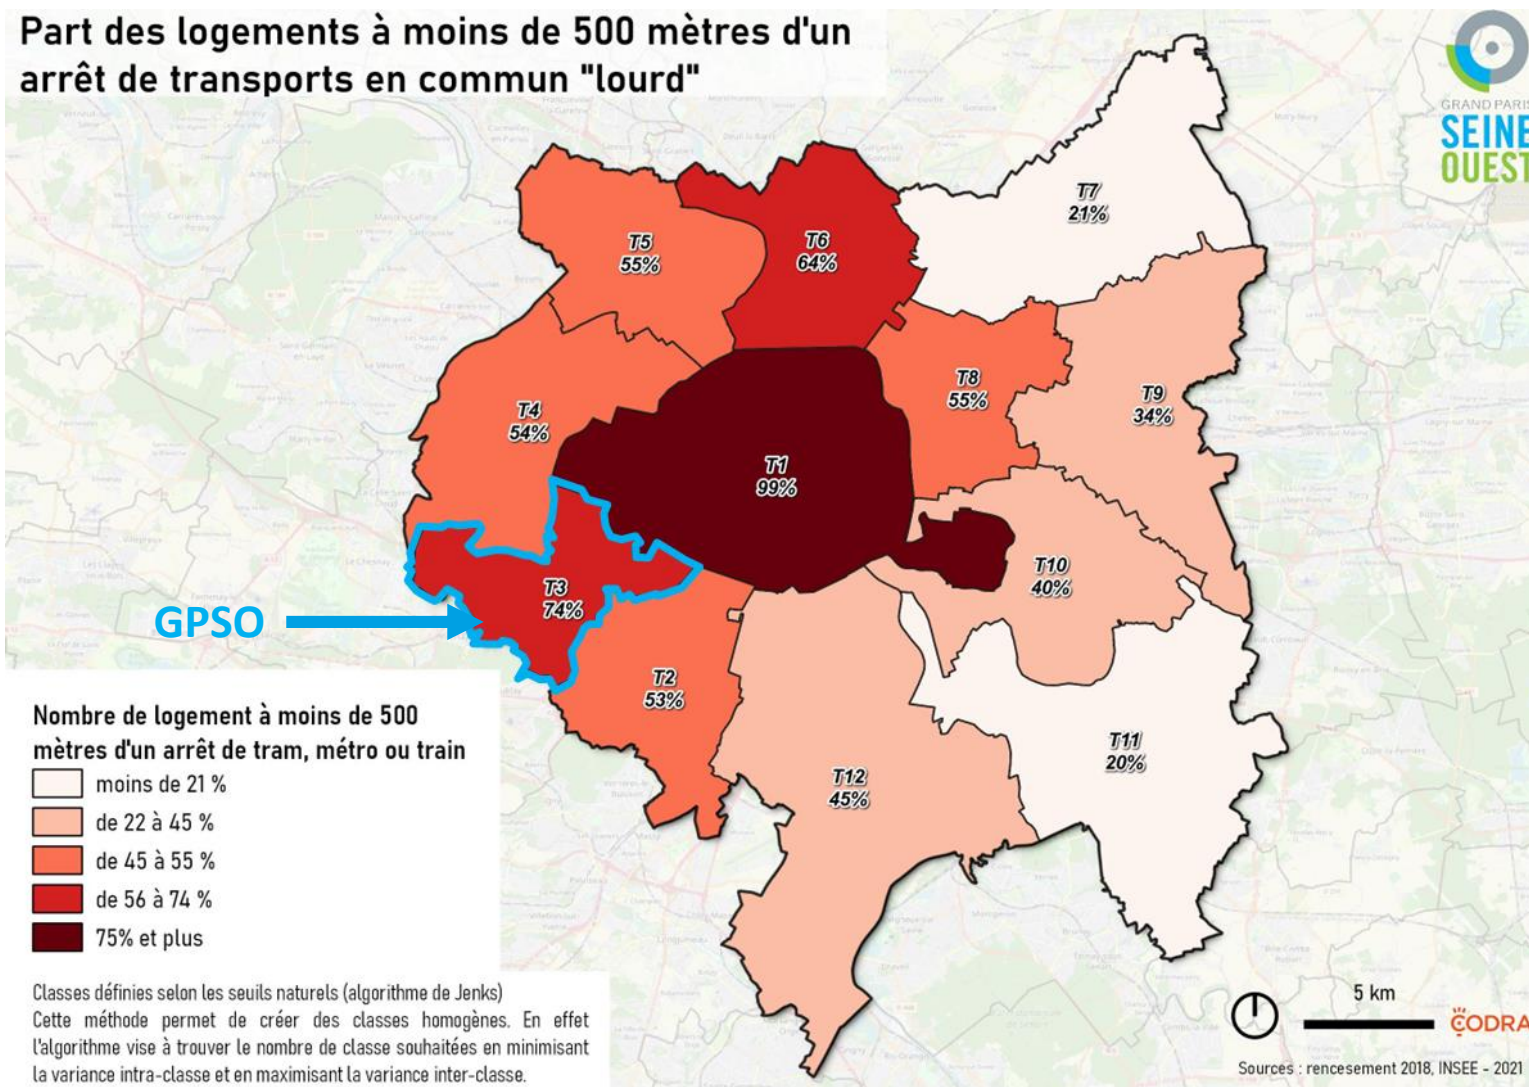 Part des logements à moins de 500 mètres d'un
arrêt de transports en commun "lourd"
GRAND PARIS
SEINE
OUEST
T7
21%
T5
55%
T6
64%
T8
55%
T9
34%
T4
54%
T1
99%
T10
40%
T3
74%
GPSO
T2
53%
T11
20%
T12
45%
Nombre de logement à moins de 500
mètres d'un arrêt de tram, métro ou train
moins de 21 %
de 22 à 45 %
de 45 à 55 %
de 56 à 74 %
75% et plus
Classes définies selon les seuils naturels (algorithme de Jenks)
Cette méthode permet de créer des classes homogènes. En effet
l'algorithme vise à trouver le nombre de classe souhaitées en minimisant
la variance intra-classe et en maximisant la variance inter-classe.
5 km
CODRA
Sources : rencesement 2018, INSEE - 2021